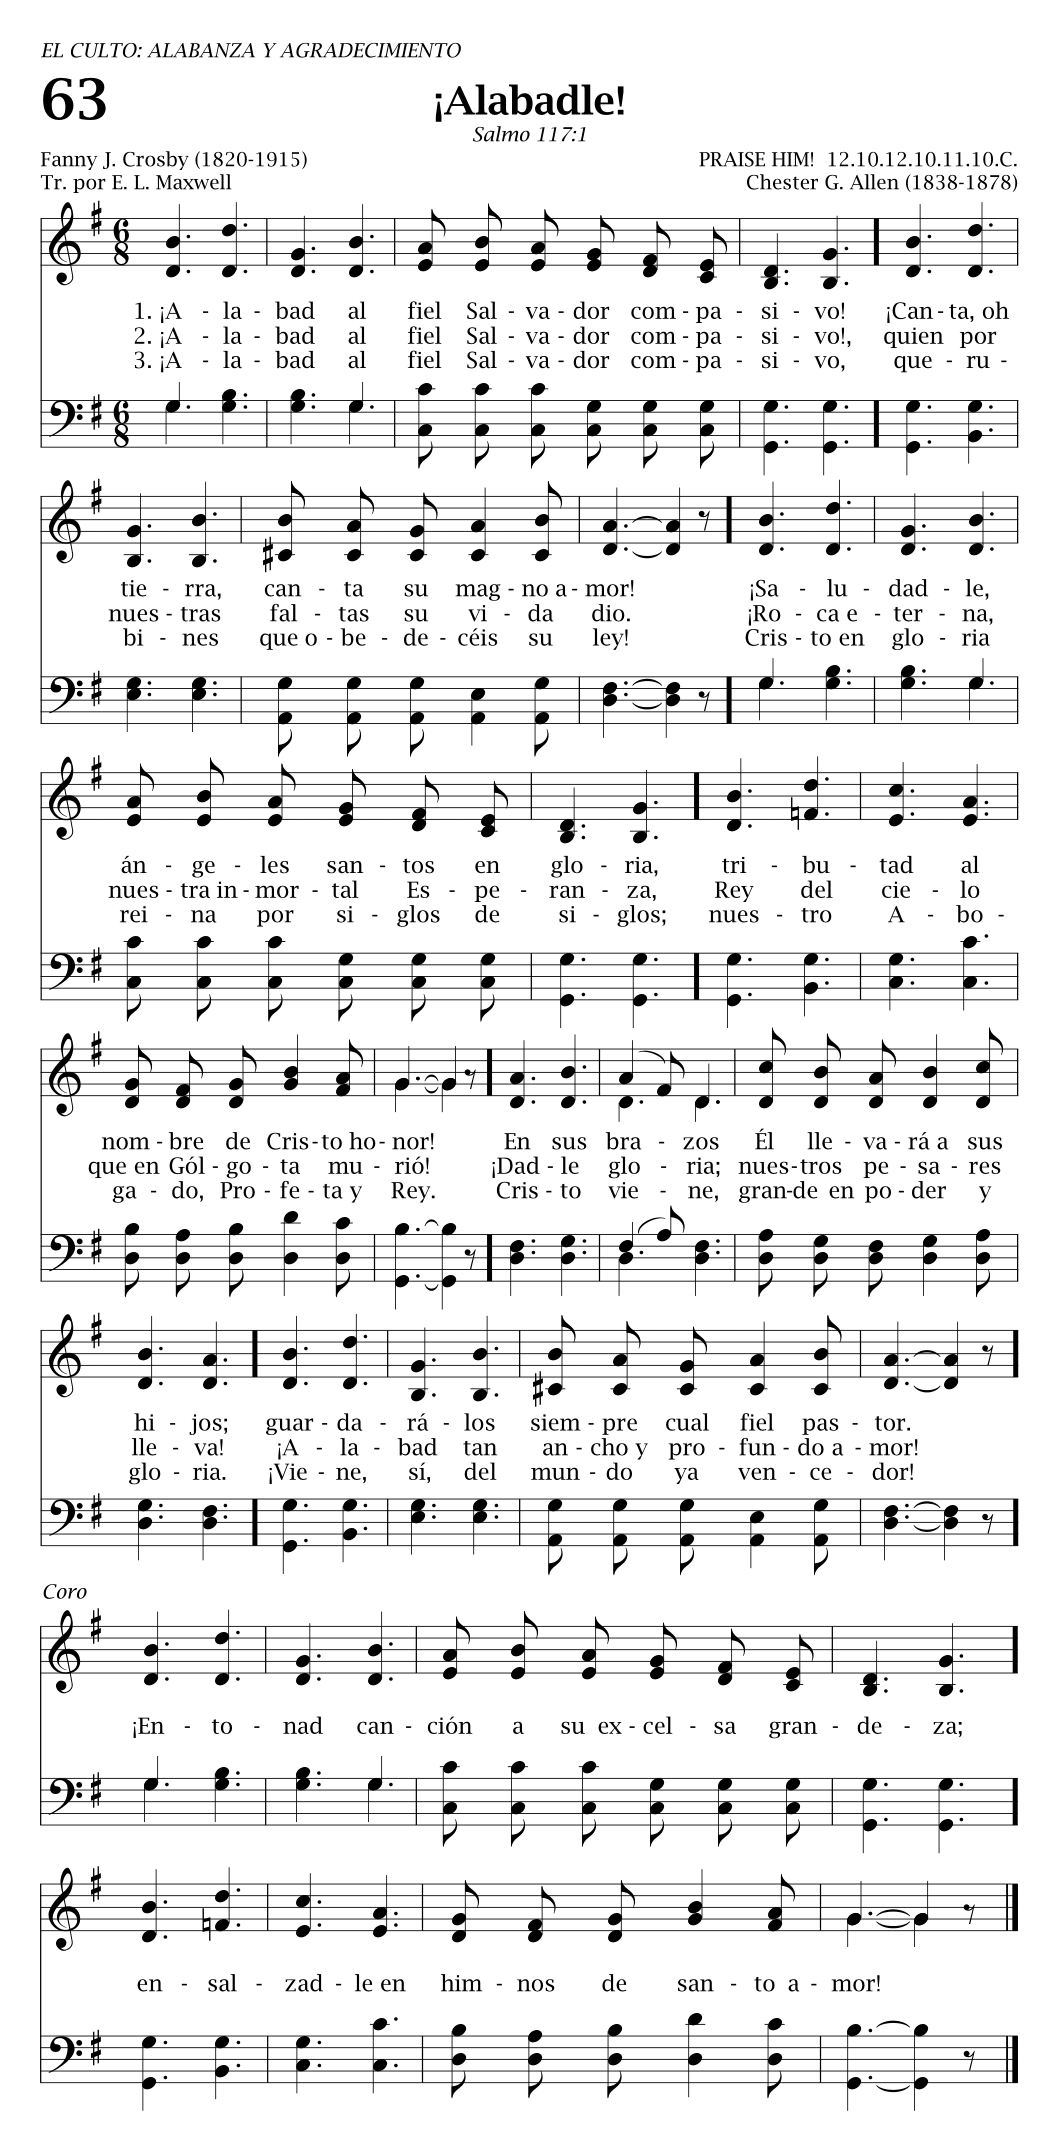 EL CULTO: ALABANZA Y AGRADECIMIENTO
63
¡Alabadle!
Salmo 117:1
Fanny J. Crosby (1820-1915)
PRAISE HIM! 12.10.12.10.11.10.C.
Tr. por E. L. Maxwell
Chester G. Allen (1838-1878)
6 8
1. ¡A - la - bad al fiel Sal - va - dor com - pa - si - vo! ¡Can - ta, oh
2. ¡A - la - bad al fiel Sal - va - dor com - pa - si - vo!, quien por
3. ¡A - la - bad al fiel Sal - va - dor com - pa - si - vo, que - ru -
6 8
tie - rra, can - ta su mag - no a - mor! ¡Sa - lu - dad - le,
nues - tras fal - tas su vi - da dio. ¡Ro - ca e - ter - na,
bi - nes que o - be - de - céis su ley! Cris - to en glo - ria
án - ge - les san - tos en glo - ria, tri - bu - tad al
nues - tra in - mor - tal Es - pe - ran - za, Rey del cie - lo
rei - na por si - glos de si - glos; nues - tro A - bo -
nom - bre de Cris - to ho - nor! En sus bra - zos Él lle - va - rá a sus
que en Gól - go - ta mu - rió! ¡Dad - le glo - ria; nues - tros pe - sa - res
ga - do, Pro - fe - ta y Rey. Cris - to vie - ne, gran - de en po - der y
hi - jos; guar - da - rá - los siem - pre cual fiel pas - tor.
lle - va! ¡A - la - bad tan an - cho y pro - fun - do a - mor!
glo - ria. ¡Vie - ne, sí, del mun - do ya ven - ce - dor!
Coro
¡En - to - nad can - ción a su ex - cel - sa gran - de - za;
en - sal - zad - le en him - nos de san - to a - mor!